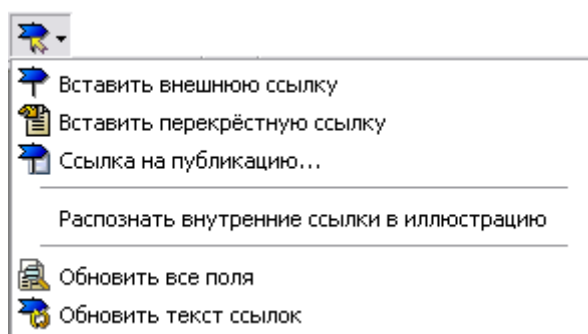 Вставить внешнюю ссылку
Вставить перекрёстную ссылку
Ссылка на публикацию...
Распознать внутренние ссылки в иллюстрацию
Обновить все поля
Обновить текст ссылок